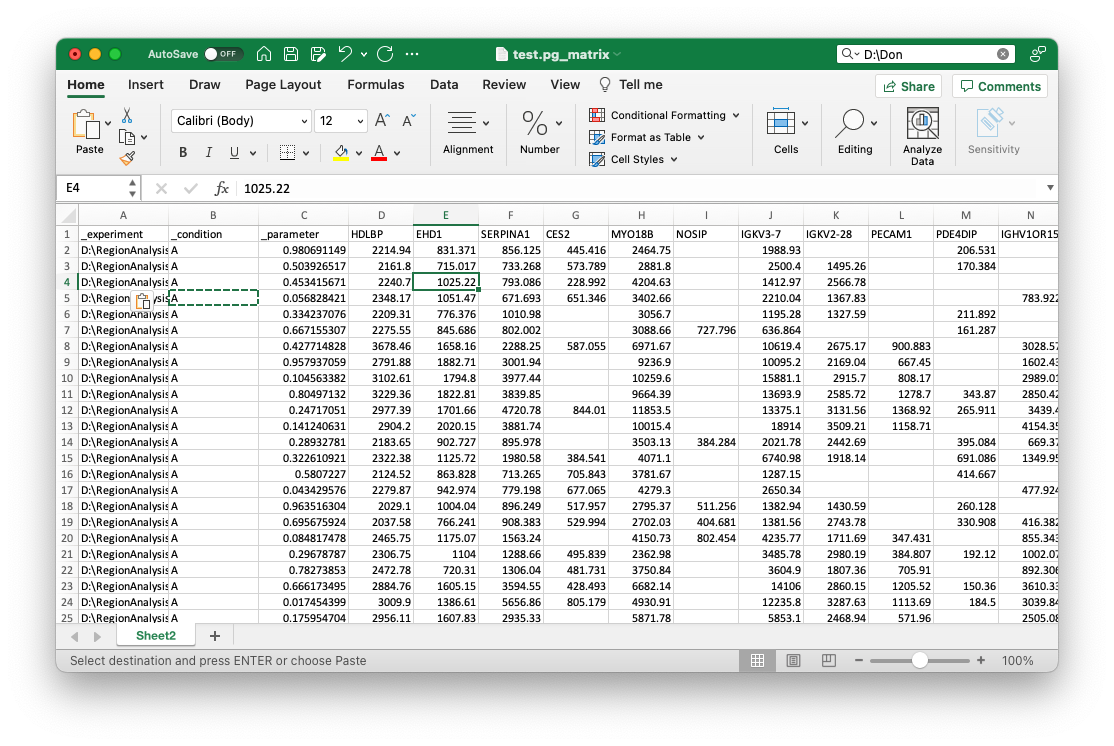 AutoSave OFF ··· test.pg_matrix D:\Don
Home Insert Draw Page Layout Formulas Data Review View Tell me Share Comments
Paste Calibri (Body) 12 A A B I U A Alignment % Number Conditional Formatting Format as Table Cell Styles Cells Editing Analyze Data Sensitivity
E4 fx 1025.22
A B C D E F G H I J K L M N
1 _experiment _condition _parameter HDLBP EHD1 SERPINA1 CES2 MYO18B NOSIP IGKV3-7 IGKV2-28 PECAM1 PDE4DIP IGHV1OR15
2 D:\RegionAnalysis A 0.980691149 2214.94 831.371 856.125 445.416 2464.75 1988.93 206.531
3 D:\RegionAnalysis A 0.503926517 2161.8 715.017 733.268 573.789 2881.8 2500.4 1495.26 170.384
4 D:\RegionAnalysis A 0.453415671 2240.7 1025.22 793.086 228.992 4204.63 1412.97 2566.78
5 D:\RegionAnalysis A 0.056828421 2348.17 1051.47 671.693 651.346 3402.66 2210.04 1367.83 783.922
6 D:\RegionAnalysis A 0.334237076 2209.31 776.376 1010.98 3056.7 1195.28 1327.59 211.892
7 D:\RegionAnalysis A 0.667155307 2275.55 845.686 802.002 3088.66 727.796 636.864 161.287
8 D:\RegionAnalysis A 0.427714828 3678.46 1658.16 2288.25 587.055 6971.67 10619.4 2675.17 900.883 3028.57
9 D:\RegionAnalysis A 0.957937059 2791.88 1882.71 3001.94 9236.9 10095.2 2169.04 667.45 1602.43
10 D:\RegionAnalysis A 0.104563382 3102.61 1794.8 3977.44 10259.6 15881.1 2915.7 808.17 2989.01
11 D:\RegionAnalysis A 0.80497132 3229.36 1822.81 3839.85 9664.39 13693.9 2585.72 1278.7 343.87 2850.42
12 D:\RegionAnalysis A 0.24717051 2977.39 1701.66 4720.78 844.01 11853.5 13375.1 3131.56 1368.92 265.911 3439.4
13 D:\RegionAnalysis A 0.141240631 2904.2 2020.15 3881.74 10015.4 18914 3509.21 1158.71 4154.35
14 D:\RegionAnalysis A 0.28932781 2183.65 902.727 895.978 3503.13 384.284 2021.78 2442.69 395.084 669.37
15 D:\RegionAnalysis A 0.322610921 2322.38 1125.72 1980.58 384.541 4071.1 6740.98 1918.14 691.086 1349.95
16 D:\RegionAnalysis A 0.5807227 2124.52 863.828 713.265 705.843 3781.67 1287.15 414.667
17 D:\RegionAnalysis A 0.043429576 2279.87 942.974 779.198 677.065 4279.3 2650.34 477.924
18 D:\RegionAnalysis A 0.963516304 2029.1 1004.04 896.249 517.957 2795.37 511.256 1382.94 1430.59 260.128
19 D:\RegionAnalysis A 0.695675924 2037.58 766.241 908.383 529.994 2702.03 404.681 1381.56 2743.78 330.908 416.382
20 D:\RegionAnalysis A 0.084817478 2465.75 1175.07 1563.24 4150.73 802.454 4235.77 1711.69 347.431 855.343
21 D:\RegionAnalysis A 0.29678787 2306.75 1104 1288.66 495.839 2362.98 3485.78 2980.19 384.807 192.12 1002.07
22 D:\RegionAnalysis A 0.78273853 2472.78 720.31 1306.04 481.731 3750.84 3604.9 1807.36 705.91 892.306
23 D:\RegionAnalysis A 0.666173495 2884.76 1605.15 3594.55 428.493 6682.14 14106 2860.15 1205.52 150.36 3610.33
24 D:\RegionAnalysis A 0.017454399 3009.9 1386.61 5656.86 805.179 4930.91 12235.8 3287.63 1113.69 184.5 3039.84
25 D:\RegionAnalysis A 0.175954704 2956.11 1607.83 2935.33 5871.78 5853.1 2468.94 571.96 2505.08
Sheet2 +
Select destination and press ENTER or choose Paste − + 100%